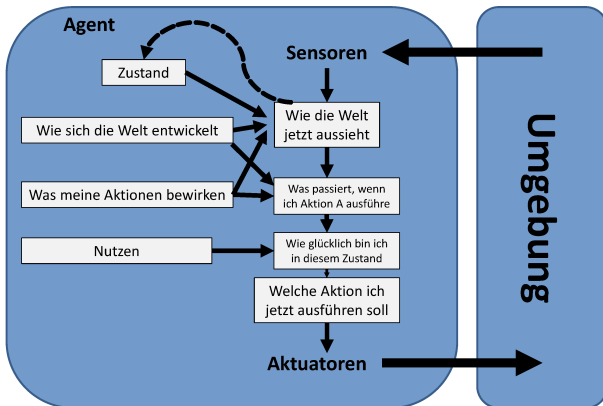 Agent
Sensoren
Zustand
Wie die Welt
jetzt aussieht
Wie sich die Welt entwickelt
Was meine Aktionen bewirken
Was passiert, wenn
ich Aktion A ausführe
Nutzen
Wie glücklich bin ich
in diesem Zustand
Welche Aktion ich
jetzt ausführen soll
Aktuatoren
Umgebung